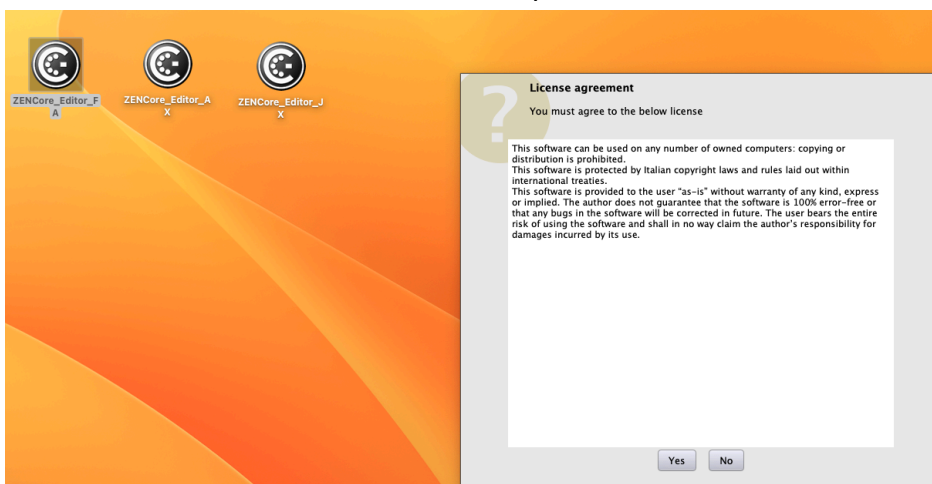 ZENCore_Editor_F
A
ZENCore_Editor_A
X
ZENCore_Editor_J
X
License agreement
You must agree to the below license
This software can be used on any number of owned computers: copying or
distribution is prohibited.
This software is protected by Italian copyright laws and rules laid out within
international treaties.
This software is provided to the user “as-is” without warranty of any kind, express
or implied. The author does not guarantee that the software is 100% error-free or
that any bugs in the software will be corrected in future. The user bears the entire
risk of using the software and shall in no way claim the author’s responsibility for
damages incurred by its use.
Yes
No